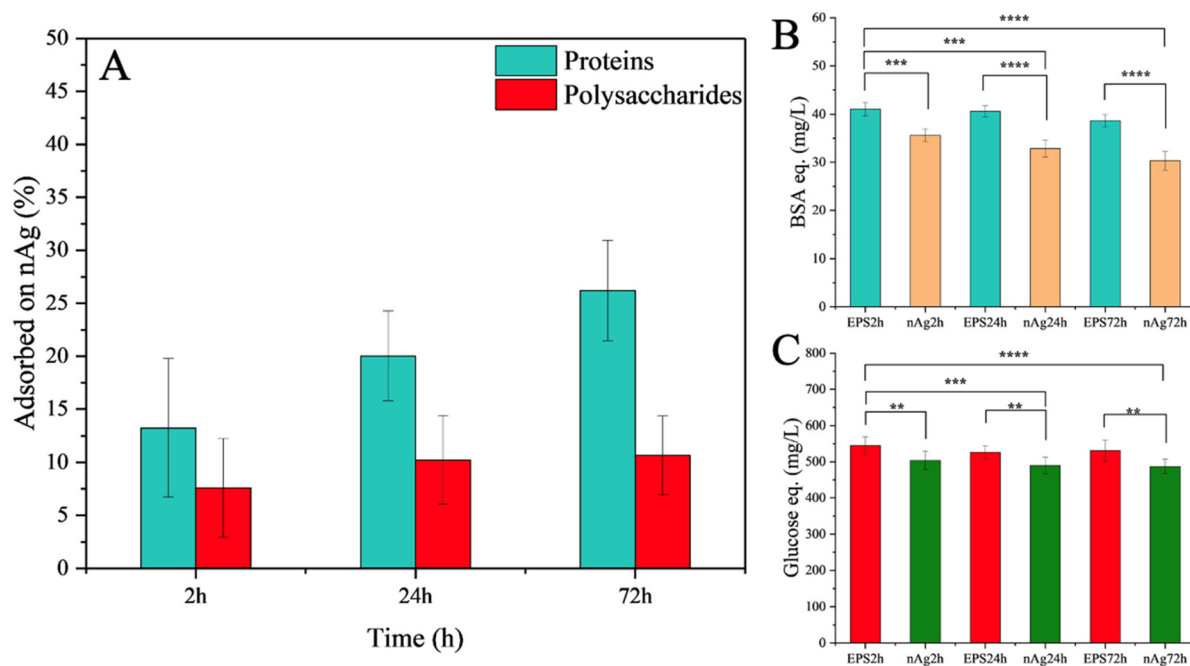 A
Proteins
Polysaccharides
Adsorbed on nAg (%)
50
45
40
35
30
25
20
15
10
5
0
2h 24h 72h
Time (h)
B
BSA eq. (mg/L)
60
50
40
30
20
10
0
****
***
*** **** ****
EPS2h nAg2h EPS24h nAg24h EPS72h nAg72h
C
Glucose eq. (mg/L)
800
700
600
500
400
300
200
100
0
****
***
** ** **
EPS2h nAg2h EPS24h nAg24h EPS72h nAg72h